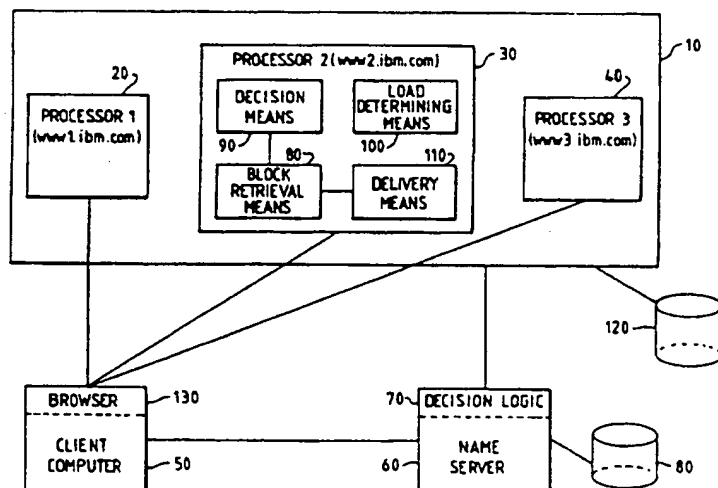 10
20
PROCESSOR 2 (www2.ibm.com)
30
40
PROCESSOR 1
(www1.ibm.com)
DECISION
MEANS
90
LOAD
DETERMINING
MEANS
100
PROCESSOR 3
(www3 ibm.com)
80
BLOCK
RETRIEVAL
MEANS
110
DELIVERY
MEANS
120
BROWSER
130
CLIENT
COMPUTER
50
70
DECISION LOGIC
NAME
SERVER
60
80